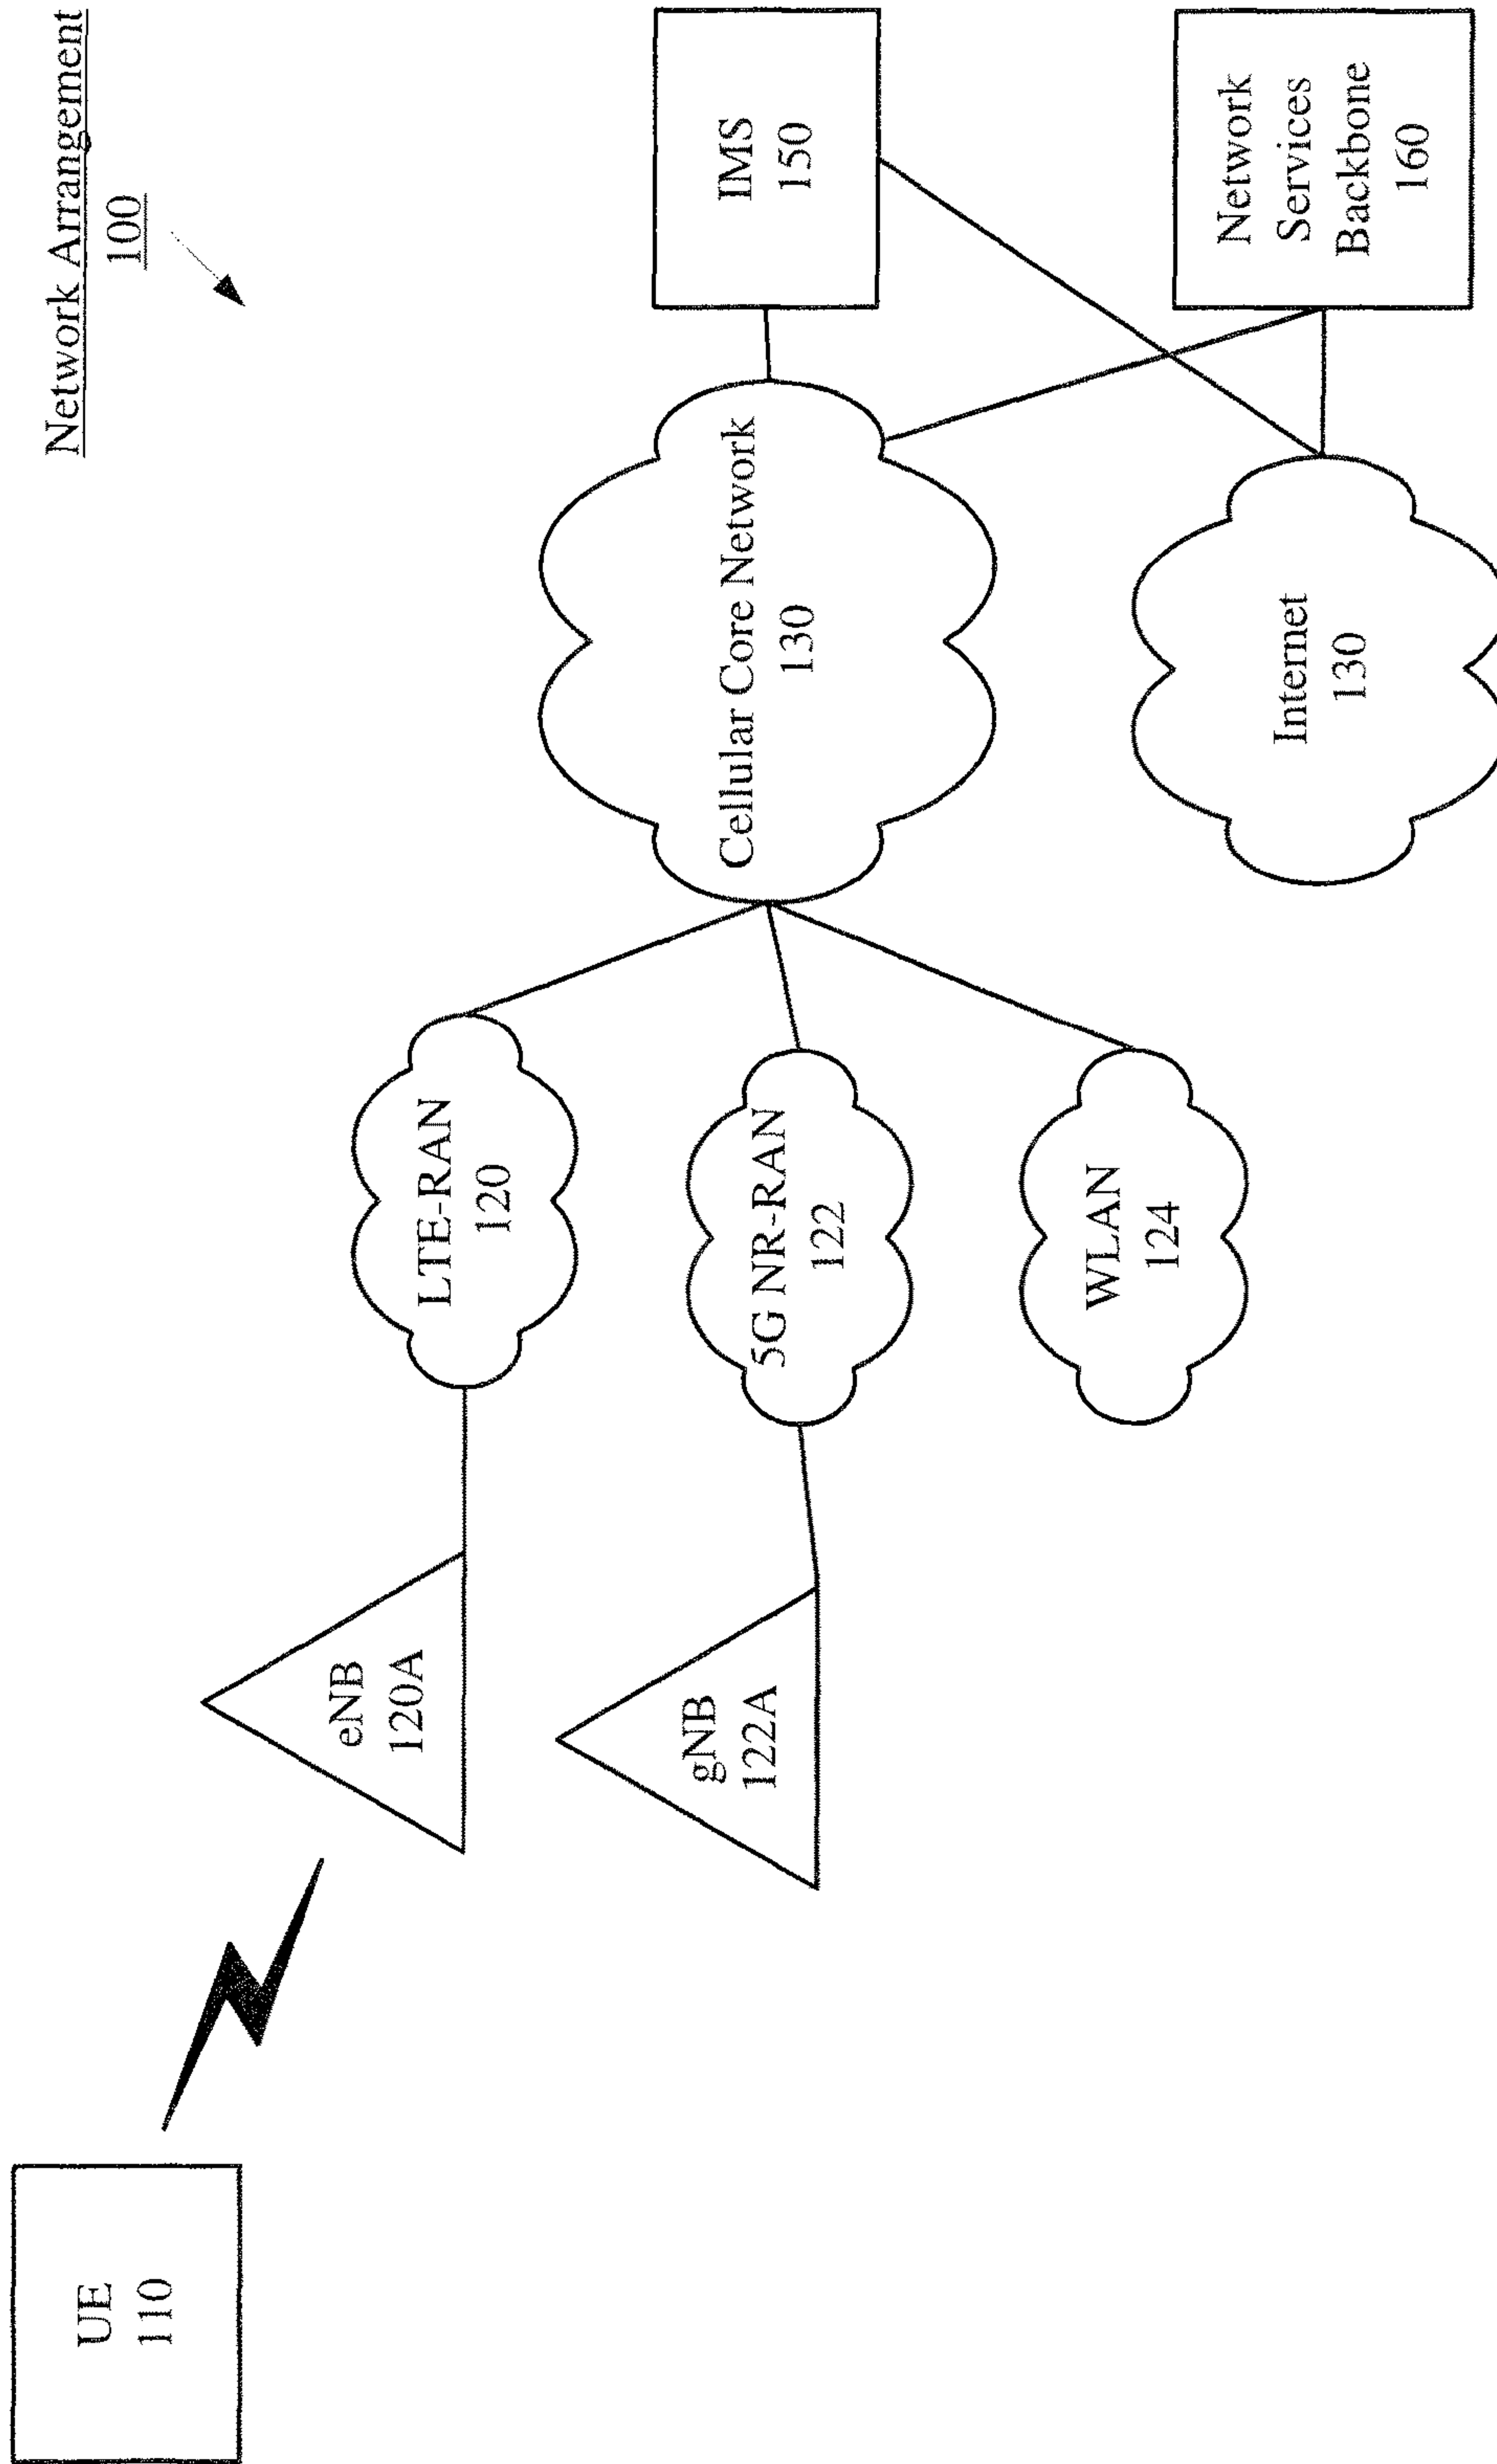 Network Arrangement
100
UE
110
eNB
120A
gNB
122A
LTE-RAN
120
5G NR-RAN
122
WLAN
124
Cellular Core Network
130
Internet
130
IMS
150
Network
Services
Backbone
160